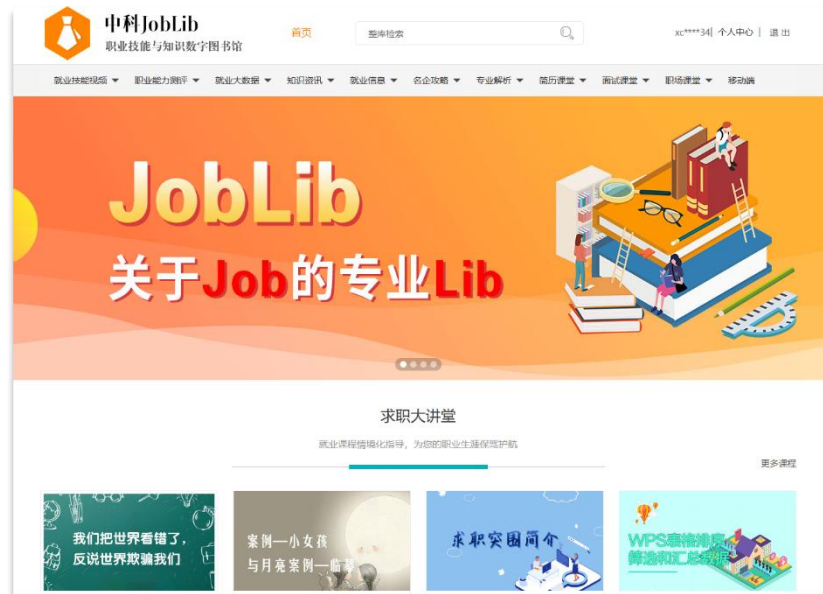 中科JobLib
职业技能与知识数字图书馆
首页
整库检索
xc****34| 个人中心 | 退出
就业技能视频 职业能力测评 就业大数据 知识资讯 就业信息 名企攻略 专业解析 简历课堂 面试课堂 职场课堂 移动端
JobLib
关于Job的专业Lib
求职大讲堂
就业课程情境化指导，为您的职业生涯保驾护航
更多课程
我们把世界看错了，
反说世界欺骗我们
案例—小女孩
与月亮案例—临摹
求职突围简介
WPS表格排序
筛选和汇总数据